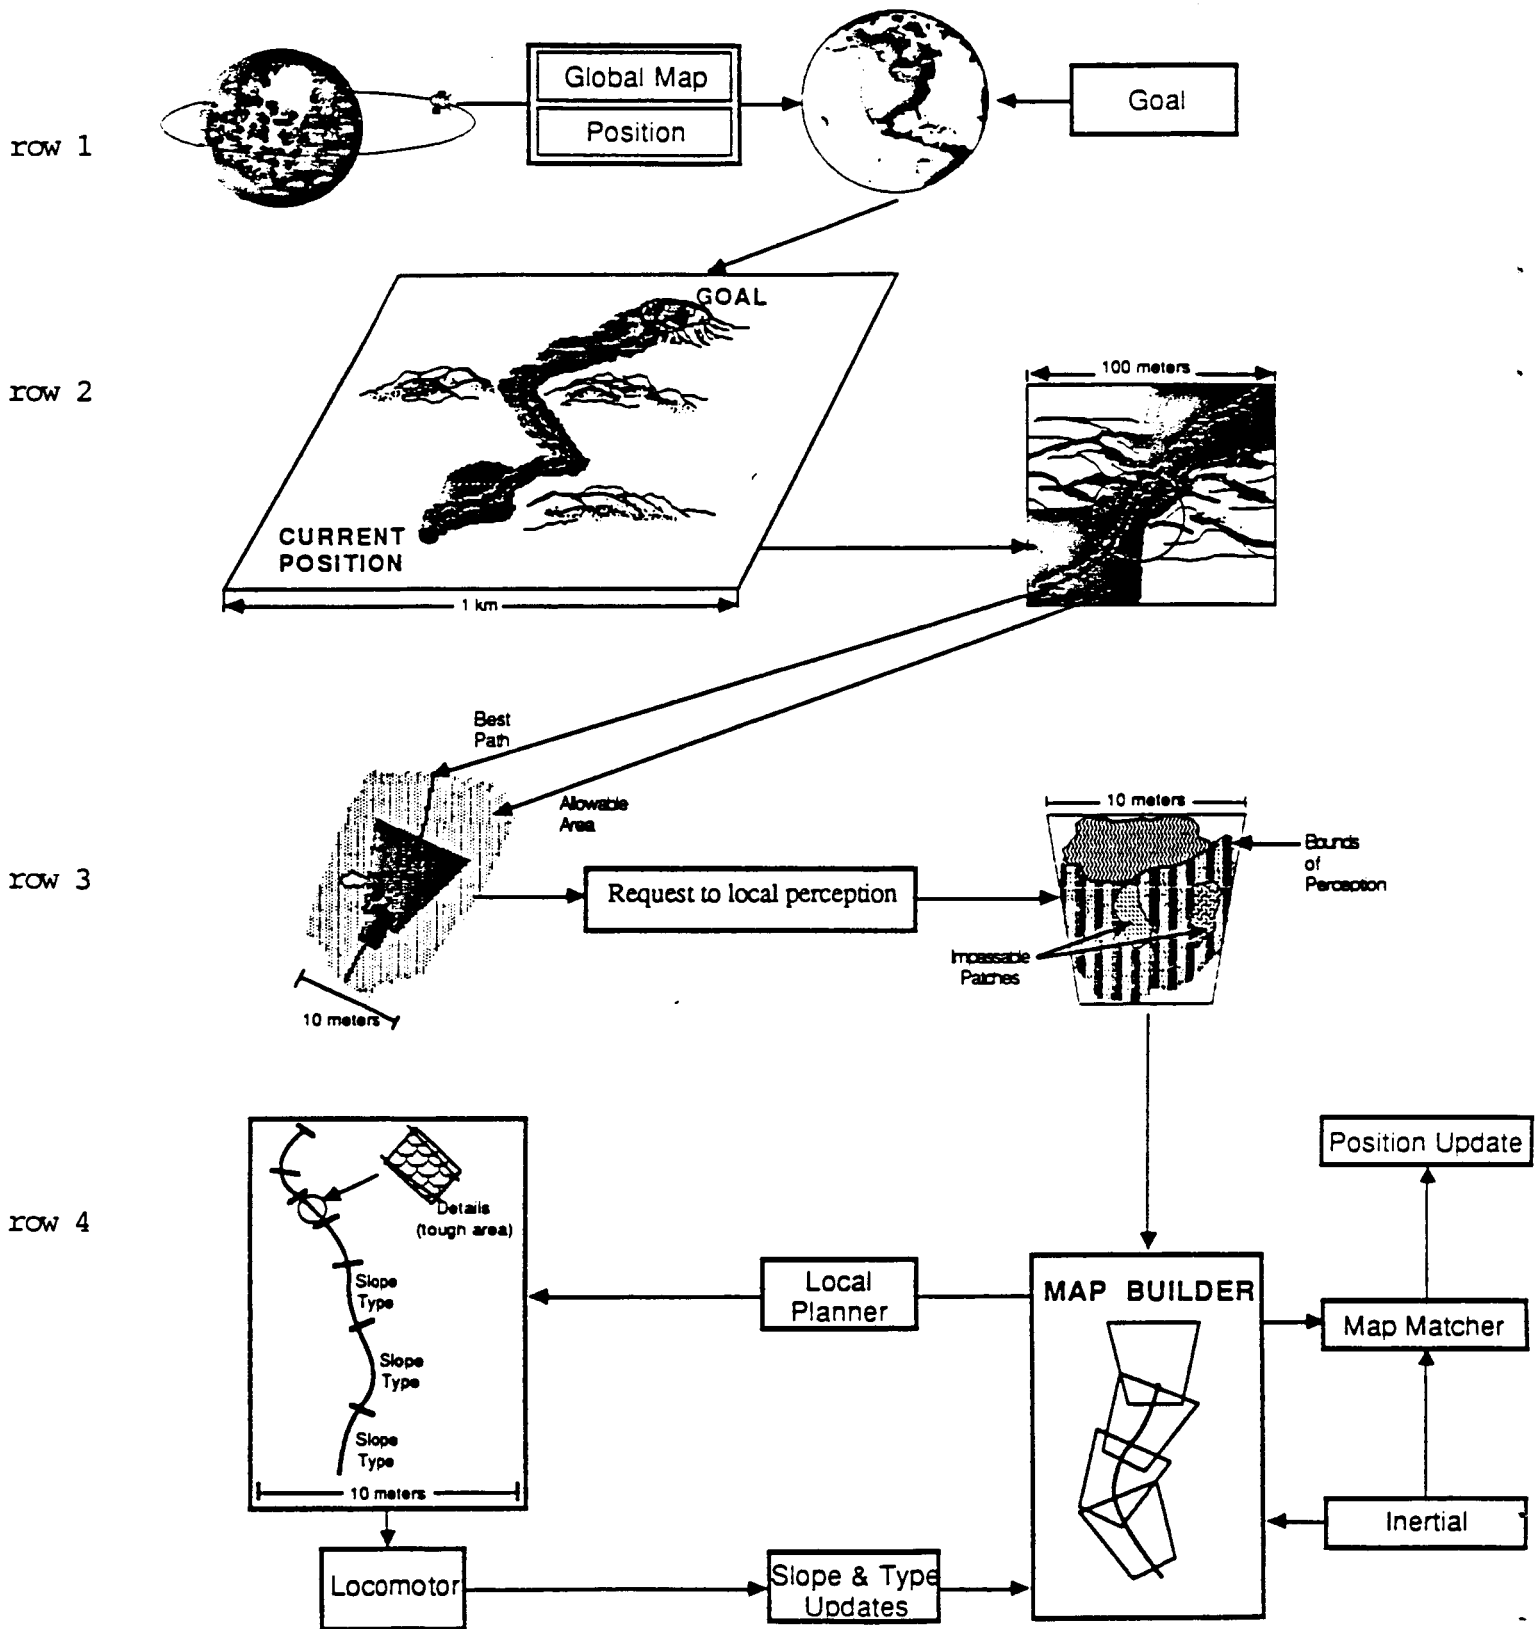 row 1
Global Map
Position
Goal
row 2
GOAL
CURRENT
POSITION
1 km
100 meters
row 3
Best
Path
Allowable
Area
10 meters
Request to local perception
10 meters
Bounds
of
Perception
Impassable
Patches
row 4
Details
(tough area)
Slope
Type
Slope
Type
Slope
Type
10 meters
Local
Planner
MAP BUILDER
Position Update
Map Matcher
Inertial
Locomotor
Slope & Type
Updates